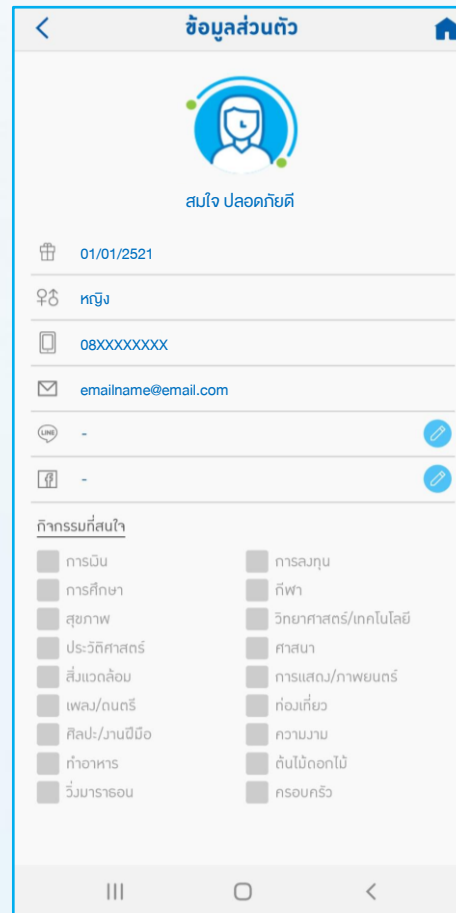 ข้อมูลส่วนตัว
สมใจ ปลอดภัยดี
01/01/2521
หญิง
08XXXXXXXX
emailname@email.com
LINE -
f -
กิจกรรมที่สนใจ
การเงิน การลงทุน
การศึกษา กีฬา
สุขภาพ วิทยาศาสตร์/เทคโนโลยี
ประวัติศาสตร์ ศาสนา
สิ่งแวดล้อม การแสดง/ภาพยนตร์
เพลง/ดนตรี ท่องเที่ยว
ศิลปะ/งานฝีมือ ความงาม
ทำอาหาร ต้นไม้ดอกไม้
วิ่งมาราธอน ครอบครัว